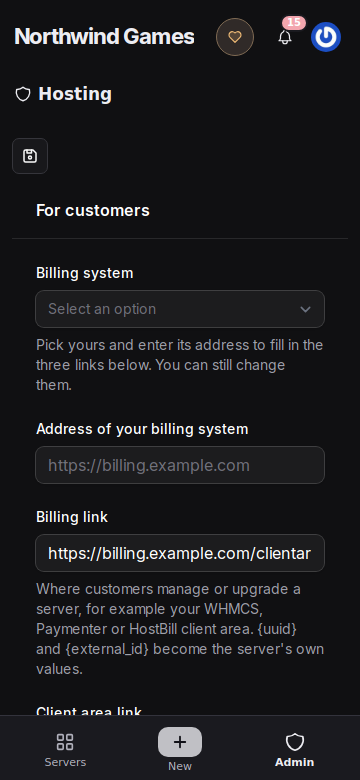 Northwind Games
15
Hosting
For customers
Billing system
Select an option
Pick yours and enter its address to fill in the
three links below. You can still change
them.
Address of your billing system
https://billing.example.com
Billing link
https://billing.example.com/clientar
Where customers manage or upgrade a
server, for example your WHMCS,
Paymenter or HostBill client area. {uuid}
and {external_id} become the server's own
values.
Client area link
Servers
New
Admin